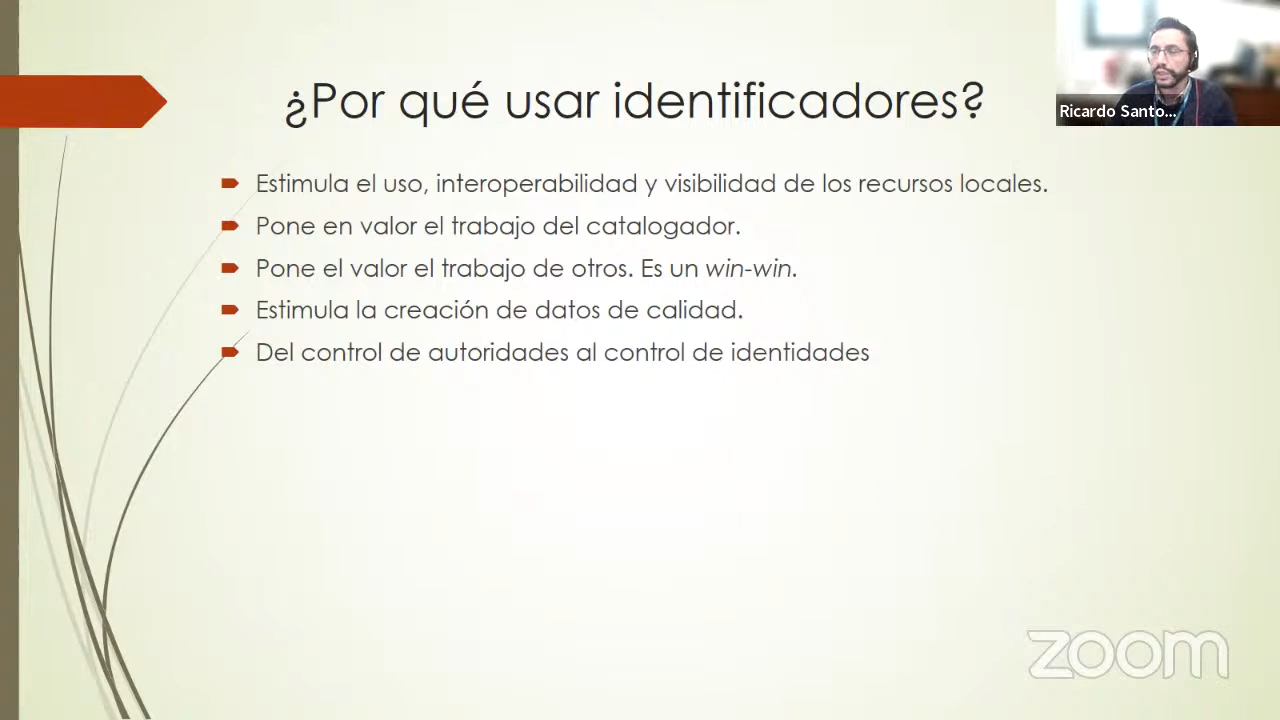 ¿Por qué usar identificadores?
Ricardo Santo...
Estimula el uso, interoperabilidad y visibilidad de los recursos locales.
Pone en valor el trabajo del catalogador.
Pone el valor el trabajo de otros. Es un win-win.
Estimula la creación de datos de calidad.
Del control de autoridades al control de identidades
zoom